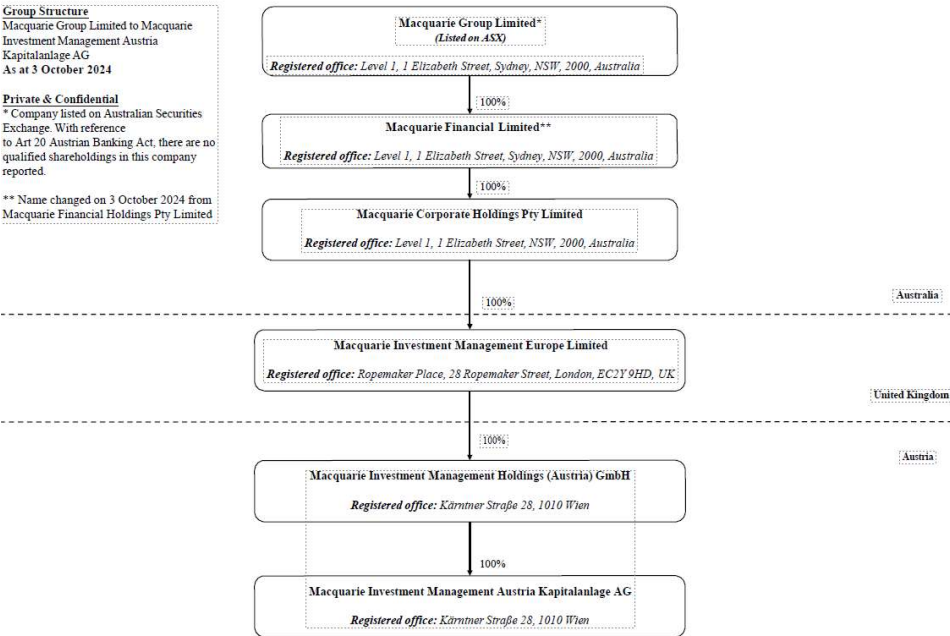 Group Structure
Macquarie Group Limited to Macquarie
Investment Management Austria
Kapitalanlage AG
As at 3 October 2024
Private & Confidential
* Company listed on Australian Securities
Exchange. With reference
to Art 20 Austrian Banking Act, there are no
qualified shareholdings in this company
reported.
** Name changed on 3 October 2024 from
Macquarie Financial Holdings Pty Limited
Macquarie Group Limited*
(Listed on ASX)
Registered office: Level 1, 1 Elizabeth Street, Sydney, NSW, 2000, Australia
100%
Macquarie Financial Limited**
Registered office: Level 1, 1 Elizabeth Street, Sydney, NSW, 2000, Australia
100%
Macquarie Corporate Holdings Pty Limited
Registered office: Level 1, 1 Elizabeth Street, NSW, 2000, Australia
100%
Australia
Macquarie Investment Management Europe Limited
Registered office: Ropemaker Place, 28 Ropemaker Street, London, EC2Y 9HD, UK
United Kingdom
100%
Austria
Macquarie Investment Management Holdings (Austria) GmbH
Registered office: Kärntner Straße 28, 1010 Wien
100%
Macquarie Investment Management Austria Kapitalanlage AG
Registered office: Kärntner Straße 28, 1010 Wien